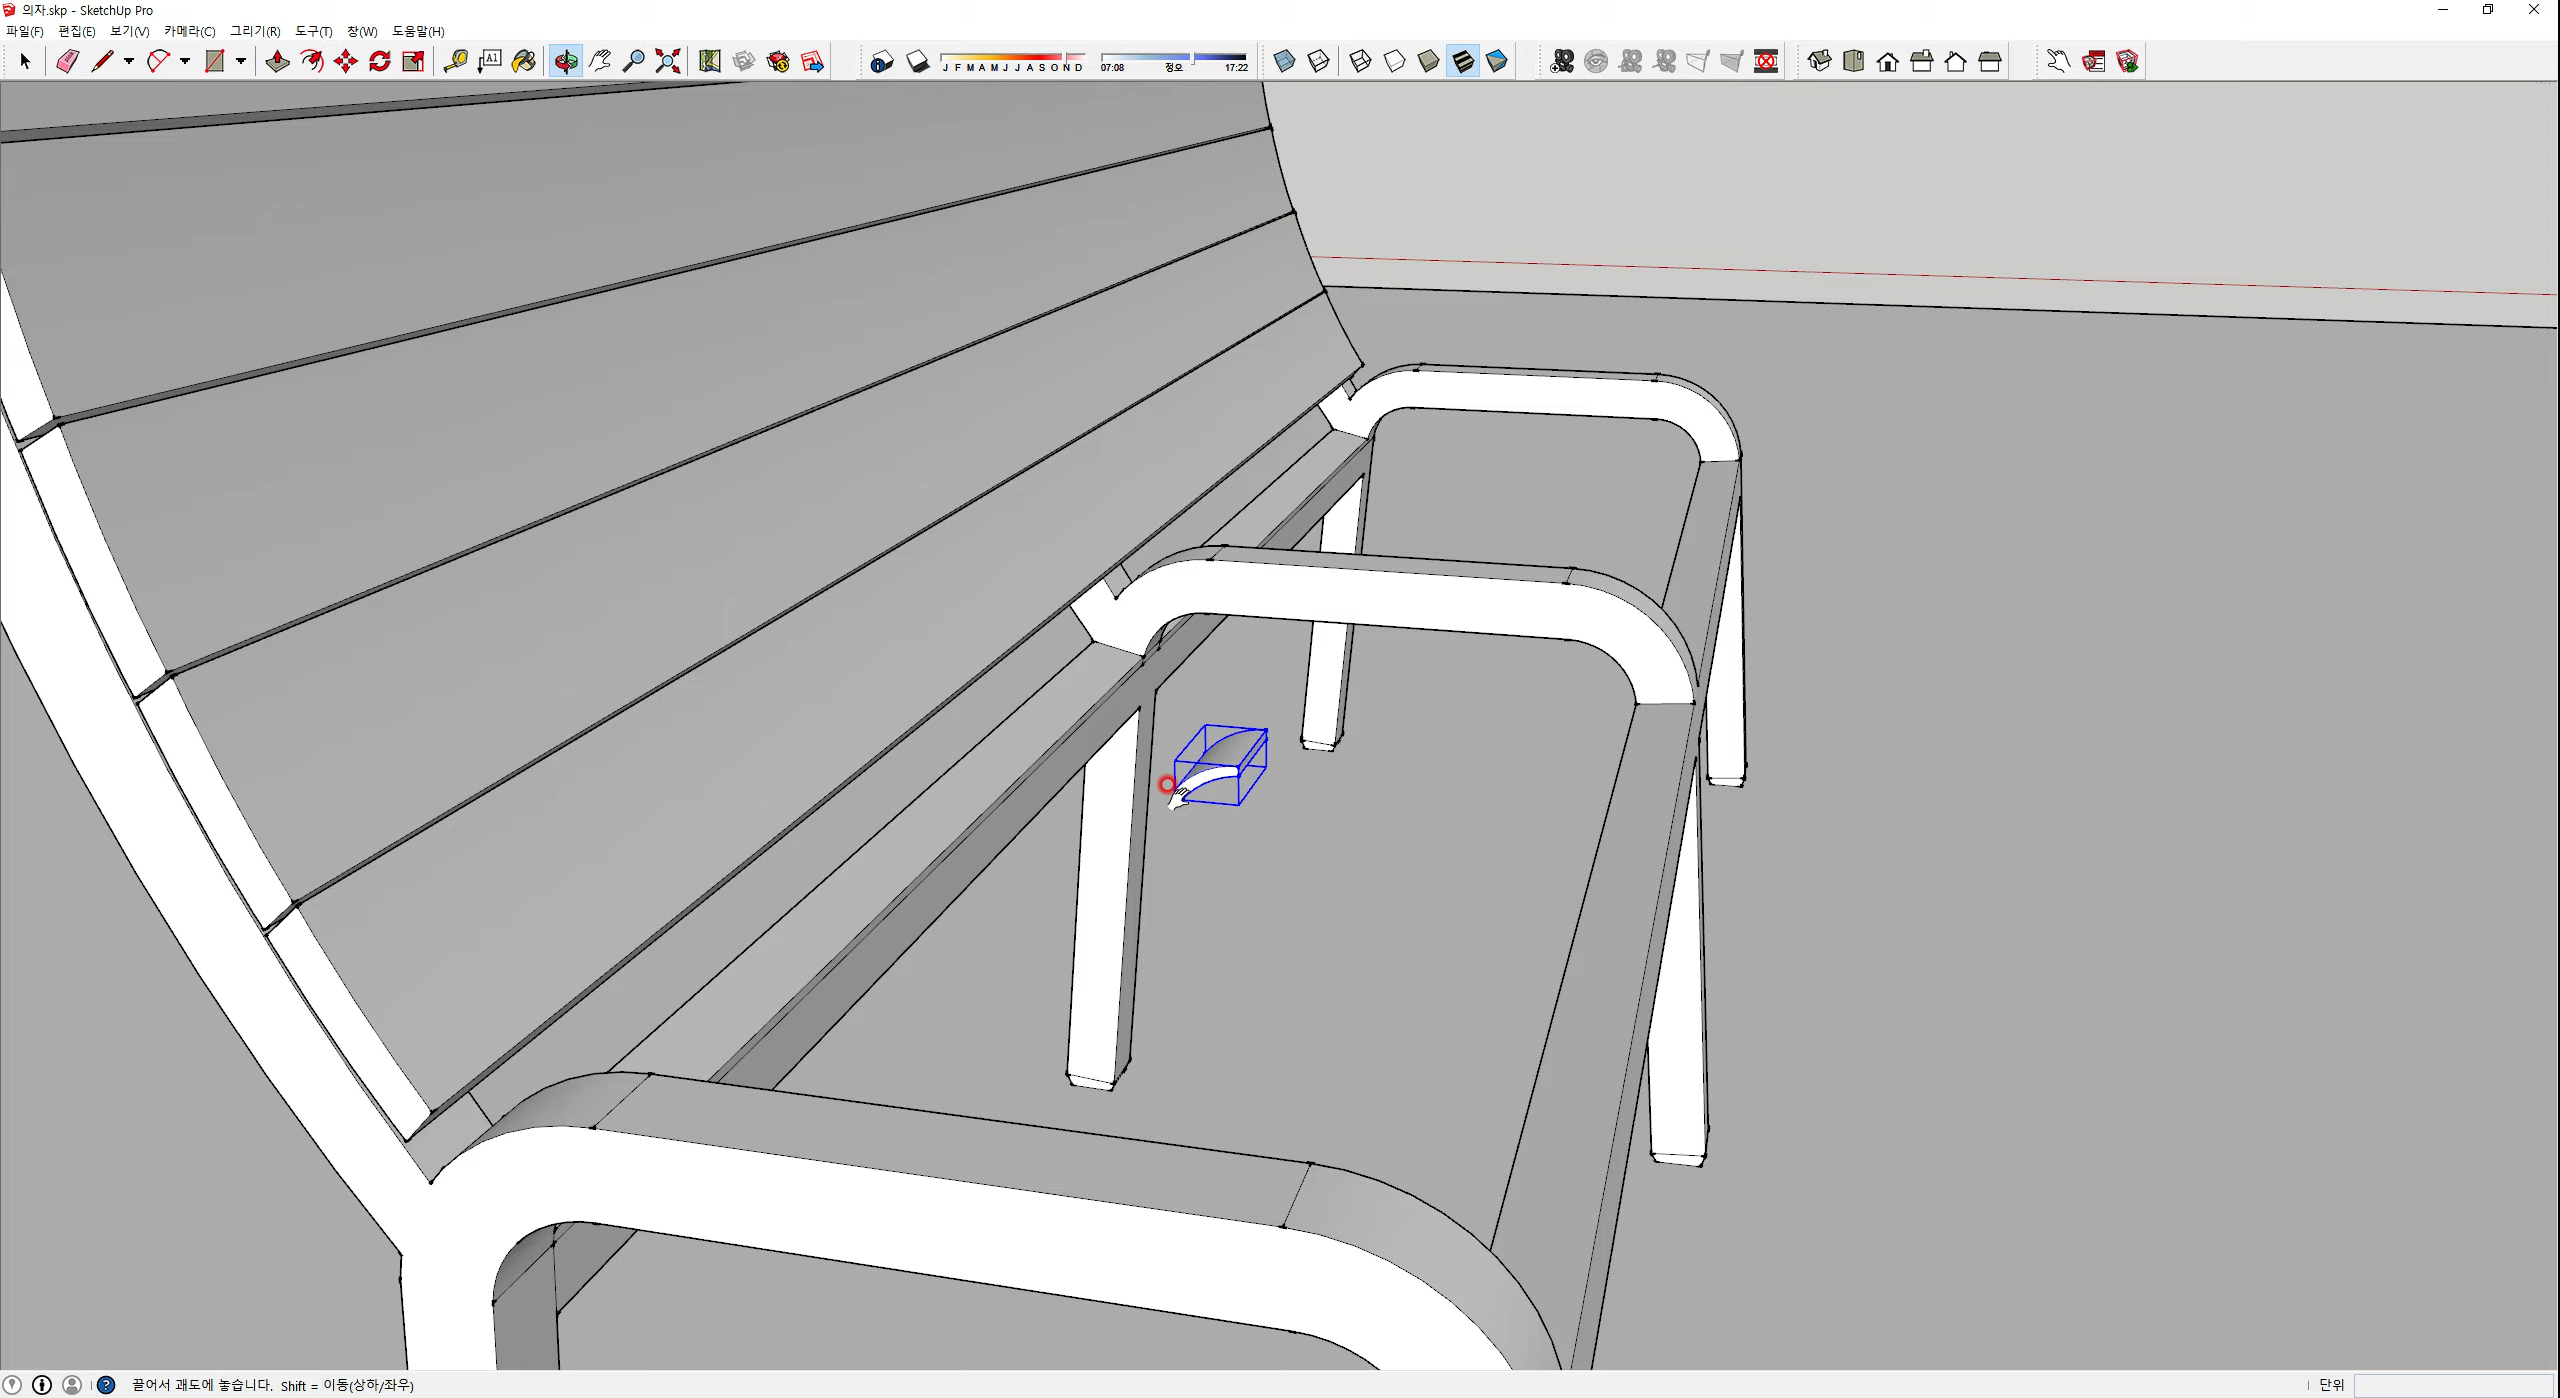 의자.skp - SketchUp Pro
파일(F) 편집(E) 보기(V) 카메라(C) 그리기(R) 도구(T) 창(W) 도움말(H)
A1
J F M A M J J A S O N D 07:08 정오 17:22
끌어서 궤도에 놓습니다. Shift = 이동(상하/좌우) 단위